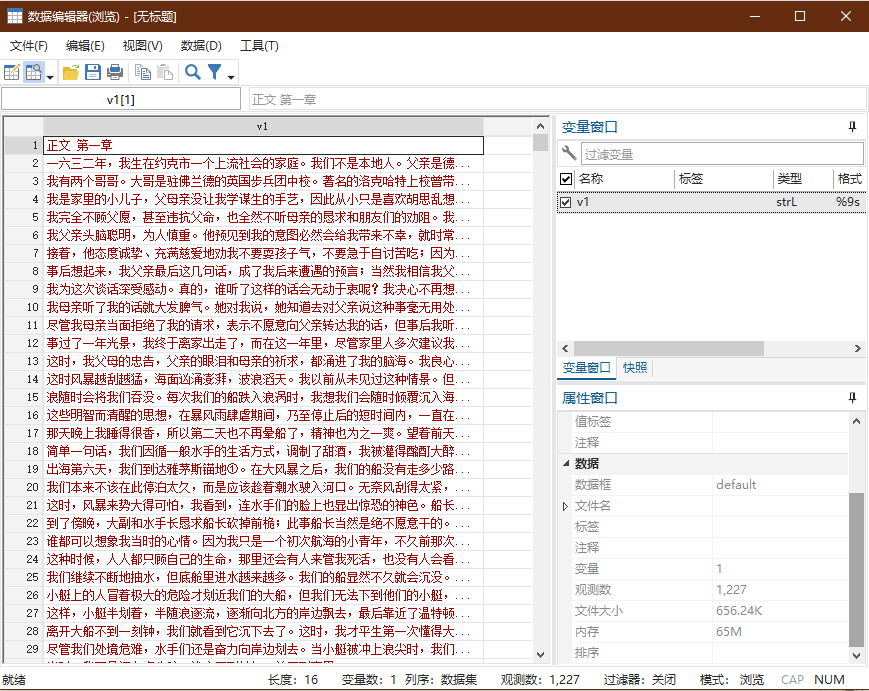 数据编辑器(浏览) - [无标题]
文件(F) 编辑(E) 视图(V) 数据(D) 工具(T)
v1[1] 正文 第一章
v1
1 正文 第一章
2 一六三二年，我生在约克市一个上流社会的家庭。我们不是本地人。父亲是德...
3 我有两个哥哥。大哥是驻佛兰德的英国步兵团中校。著名的洛克哈特上校曾带...
4 我是家里的小儿子，父母亲没让我学谋生的手艺，因此从小只是喜欢胡思乱想...
5 我完全不顾父愿，甚至违抗父命，也全然不听母亲的恳求和朋友们的劝阻。我...
6 我父亲头脑聪明，为人慎重。他预见到我的意图必然会给我带来不幸，就时常...
7 接着，他态度诚挚、充满慈爱地劝我不要耍孩子气，不要急于自讨苦吃；因为...
8 事后想起来，我父亲最后这几句话，成了我后来遭遇的预言；当然我相信我父...
9 我为这次谈话深受感动。真的，谁听了这样的话会无动于衷呢？我决心不再想...
10 我母亲听了我的话就大发脾气。她对我说，她知道去对父亲说这种事毫无用处...
11 尽管我母亲当面拒绝了我的请求，表示不愿意向父亲转达我的话，但事后我听...
12 事过了一年光景，我终于离家出走了，而在这一年里，尽管家里人多次建议我...
13 这时，我父母的忠告，父亲的眼泪和母亲的祈求，都涌进了我的脑海。我良心...
14 这时风暴越刮越猛，海面汹涌澎湃，波浪滔天。我以前从未见过这种情景。但...
15 浪随时会将我们吞没。每次我们的船跌入浪涡时，我想我们会随时倾覆沉入海...
16 这些明智而清醒的思想，在暴风雨肆虐期间，乃至停止后的短时间内，一直在...
17 那天晚上我睡得很香，所以第二天也不再晕船了，精神也为之一爽。望着前天...
18 简单一句话，我们因循一般水手的生活方式，调制了甜酒，我被灌得酩酊大醉...
19 出海第六天，我们到达雅茅斯锚地①。在大风暴之后，我们的船没有走多少路...
20 我们本来不该在此停泊太久，而是应该趁着潮水驶入河口。无奈风刮得太紧，...
21 这时，风暴来势大得可怕，我看到，连水手们的脸上也显出惊恐的神色。船长...
22 到了傍晚，大副和水手长恳求船长砍掉前桅；此事船长当然是绝不愿意干的。...
23 谁都可以想象我当时的心情。因为我只是一个初次航海的小青年，不久前那次...
24 这种时候，人人都只顾自己的生命，那里还会有人来管我死活，也没有人会看...
25 我们继续不断地抽水，但底舱里进水越来越多。我们的船显然不久就会沉没。...
26 小艇上的人冒着极大的危险才划近我们的船，但我们无法下到他们的小艇，...
27 这样，小艇半划着，半随浪逐流，逐渐向北方的岸边飘去，最后靠近了温特顿...
28 离开大船不到一刻钟，我们就看到它沉下去了。这时，我才平生第一次懂得大...
29 尽管我们处境危难，水手们还是奋力向岸边划去。当小艇被冲上浪尖时，我们...
变量窗口
过滤变量
名称 标签 类型 格式
v1 strL %9s
变量窗口 快照
属性窗口
值标签
注释
数据
数据框 default
文件名
标签
注释
变量 1
观测数 1,227
文件大小 656.24K
内存 65M
排序
就绪 长度： 16 变量数： 1 列序： 数据集 观测数： 1,227 过滤器： 关闭 模式： 浏览 CAP NUM